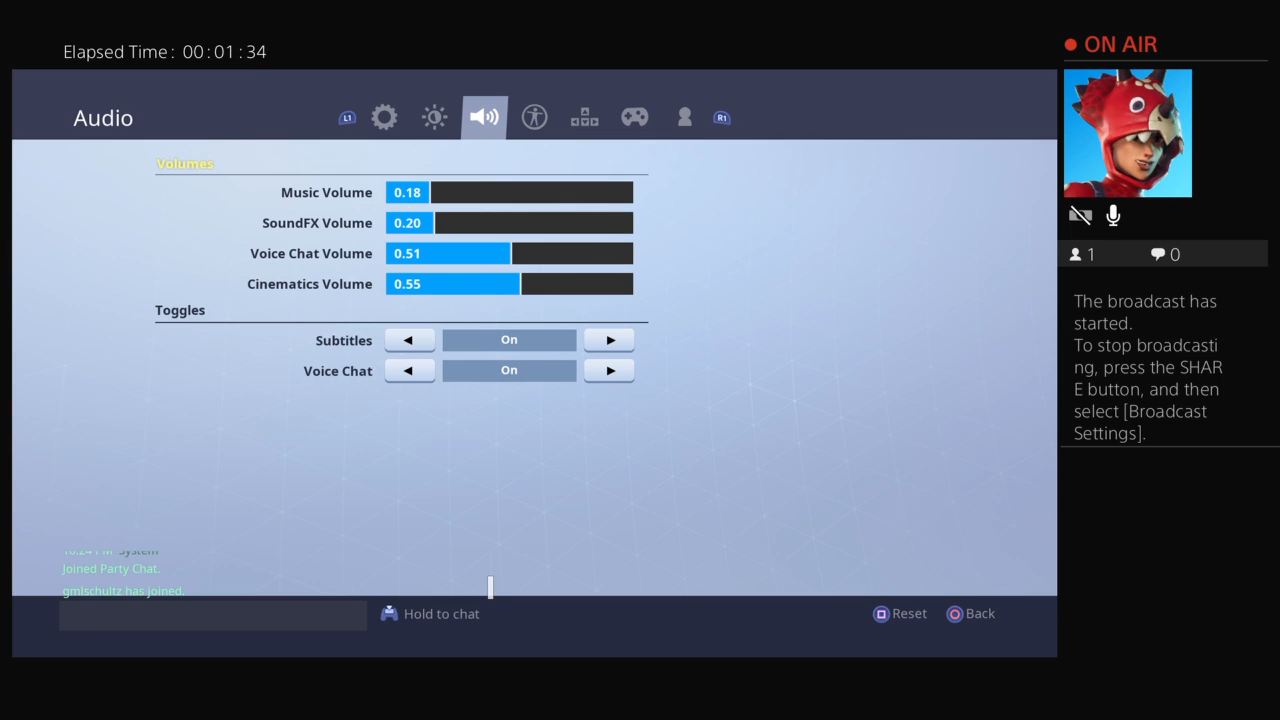 Elapsed Time: 00:01:34
ON AIR
Audio
L1
R1
Volumes
Music Volume 0.18
SoundFX Volume 0.20
Voice Chat Volume 0.51
Cinematics Volume 0.55
Toggles
Subtitles On
Voice Chat On
1 0
The broadcast has
started.
To stop broadcasti
ng, press the SHAR
E button, and then
select [Broadcast
Settings].
System
Joined Party Chat.
gmlschultz has joined.
Hold to chat
Reset
Back